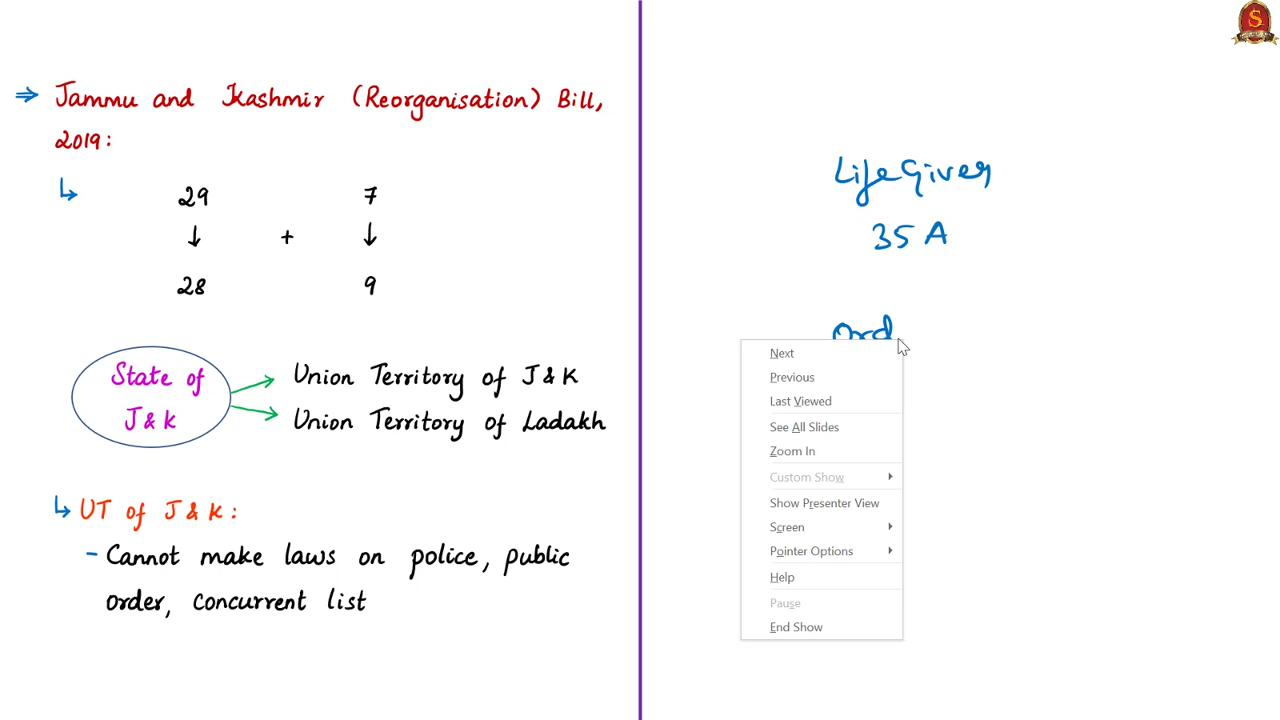 ⇒ Jammu and Kashmir (Reorganisation) Bill,
2019:
↳ 29 7
↓ + ↓
28 9
State of
J & K
Union Territory of J & K
Union Territory of Ladakh
↳ UT of J & K:
- Cannot make laws on police, public
order, concurrent list
LifeGiver
35 A
Ord
Next
Previous
Last Viewed
See All Slides
Zoom In
Custom Show
Show Presenter View
Screen
Pointer Options
Help
Pause
End Show